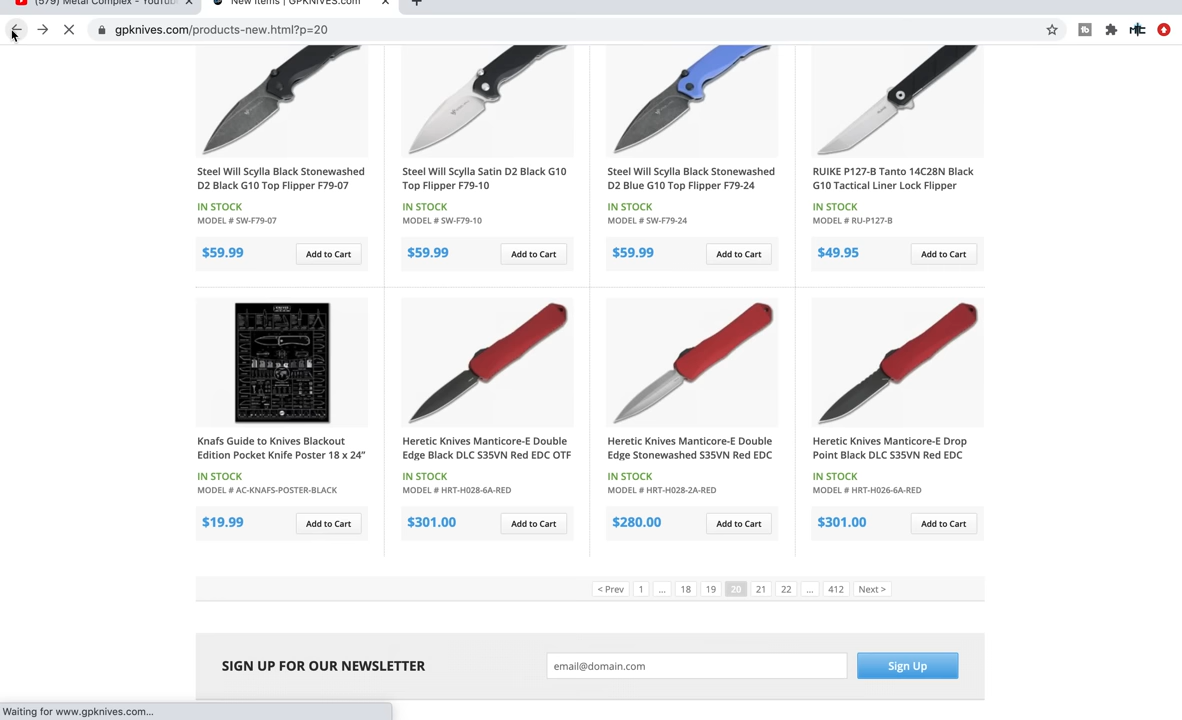 (579) Metal Complex - YouTub
New Items | GPKNIVES.com
gpknives.com/products-new.html?p=20
Steel Will Scylla Black Stonewashed
D2 Black G10 Top Flipper F79-07
IN STOCK
MODEL # SW-F79-07
$59.99
Add to Cart
Steel Will Scylla Satin D2 Black G10
Top Flipper F79-10
IN STOCK
MODEL # SW-F79-10
$59.99
Add to Cart
Steel Will Scylla Black Stonewashed
D2 Blue G10 Top Flipper F79-24
IN STOCK
MODEL # SW-F79-24
$59.99
Add to Cart
RUIKE P127-B Tanto 14C28N Black
G10 Tactical Liner Lock Flipper
IN STOCK
MODEL # RU-P127-B
$49.95
Add to Cart
Knafs Guide to Knives Blackout
Edition Pocket Knife Poster 18 x 24”
IN STOCK
MODEL # AC-KNAFS-POSTER-BLACK
$19.99
Add to Cart
Heretic Knives Manticore-E Double
Edge Black DLC S35VN Red EDC OTF
IN STOCK
MODEL # HRT-H028-6A-RED
$301.00
Add to Cart
Heretic Knives Manticore-E Double
Edge Stonewashed S35VN Red EDC
IN STOCK
MODEL # HRT-H028-2A-RED
$280.00
Add to Cart
Heretic Knives Manticore-E Drop
Point Black DLC S35VN Red EDC
IN STOCK
MODEL # HRT-H026-6A-RED
$301.00
Add to Cart
< Prev 1 ... 18 19 20 21 22 ... 412 Next >
SIGN UP FOR OUR NEWSLETTER
email@domain.com
Sign Up
Waiting for www.gpknives.com...